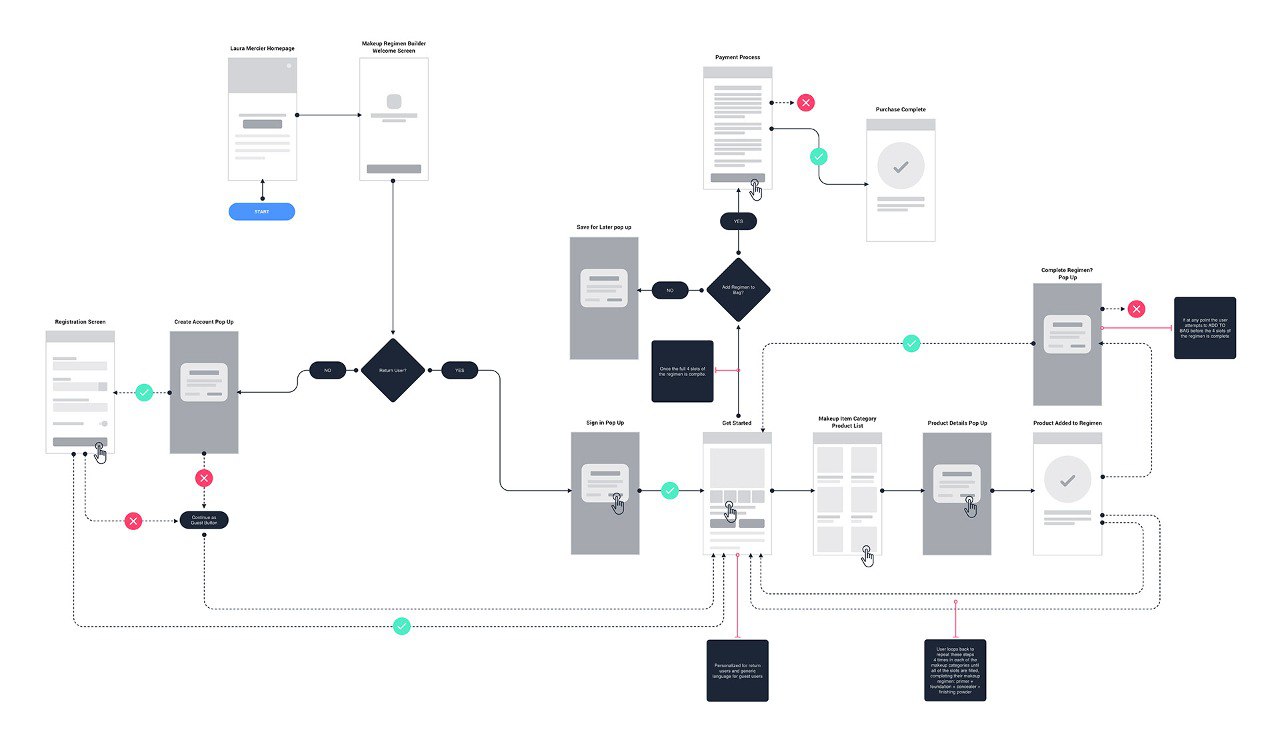 Laura Mercier Homepage
Makeup Regimen Builder
Welcome Screen
START
Payment Process
Purchase Complete
YES
Save for Later pop up
NO
Add Regimen to
Bag?
Complete Regimen?
Pop Up
If at any point the user
attempts to ADD TO
BAG before the 4 slots of
the regimen is complete
Registration Screen
Create Account Pop Up
NO
Return User?
YES
Once the full 4 slots of
the regimen is complte.
Sign in Pop Up
Get Started
Makeup Item Category
Product List
Product Details Pop Up
Product Added to Regimen
Continue as
Guest Button
Personalized for return
users and generic
language for guest users
User loops back to
repeat these steps
4 times in each of the
makeup categories until
all of the slots are filled,
completing their makeup
regimen: primer +
foundation + concealer +
finishing powder